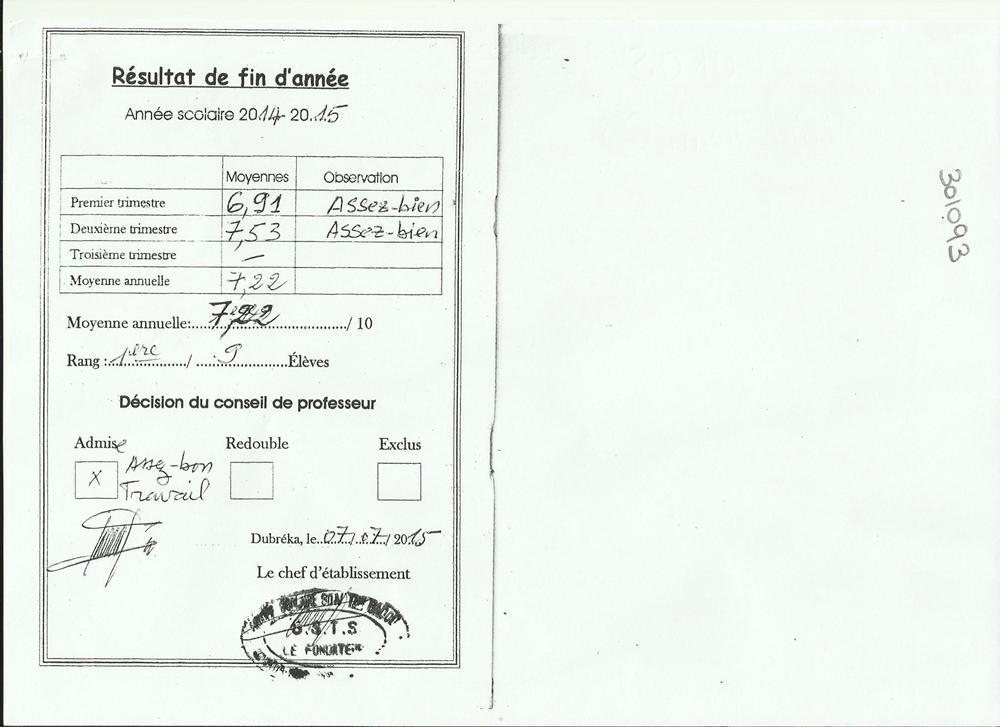 Résultat de fin d'année
Année scolaire 2014- 20..15
Moyennes Observation
Premier trimestre 6,91 Assez-bien
Deuxième trimestre 7,53 Assez-bien
Troisième trimestre —
Moyenne annuelle 7,22
Moyenne annuelle:.....7,22............../ 10
Rang :..1ère....../ .....9..........Élèves
Décision du conseil de professeur
Admise Redouble Exclus
X Assez-bon
Travail
Dubréka, le..07../.07.../ 2015
Le chef d'établissement
G.S.T.S
LE FONDATEUR
301093